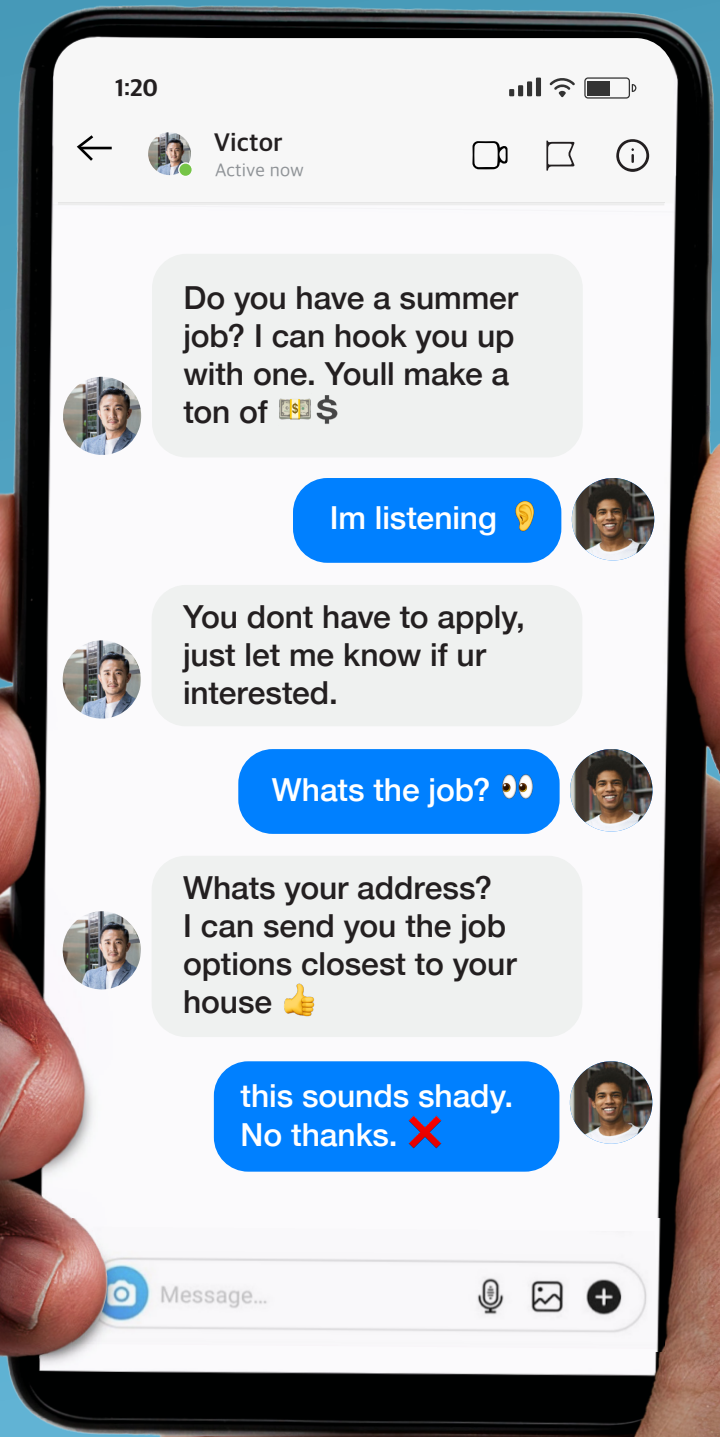 1:20
Victor
Active now
Do you have a summer
job? I can hook you up
with one. Youll make a
ton of 💵💲
Im listening 👂
You dont have to apply,
just let me know if ur
interested.
Whats the job? 👀
Whats your address?
I can send you the job
options closest to your
house 👍
this sounds shady.
No thanks. ❌
Message...